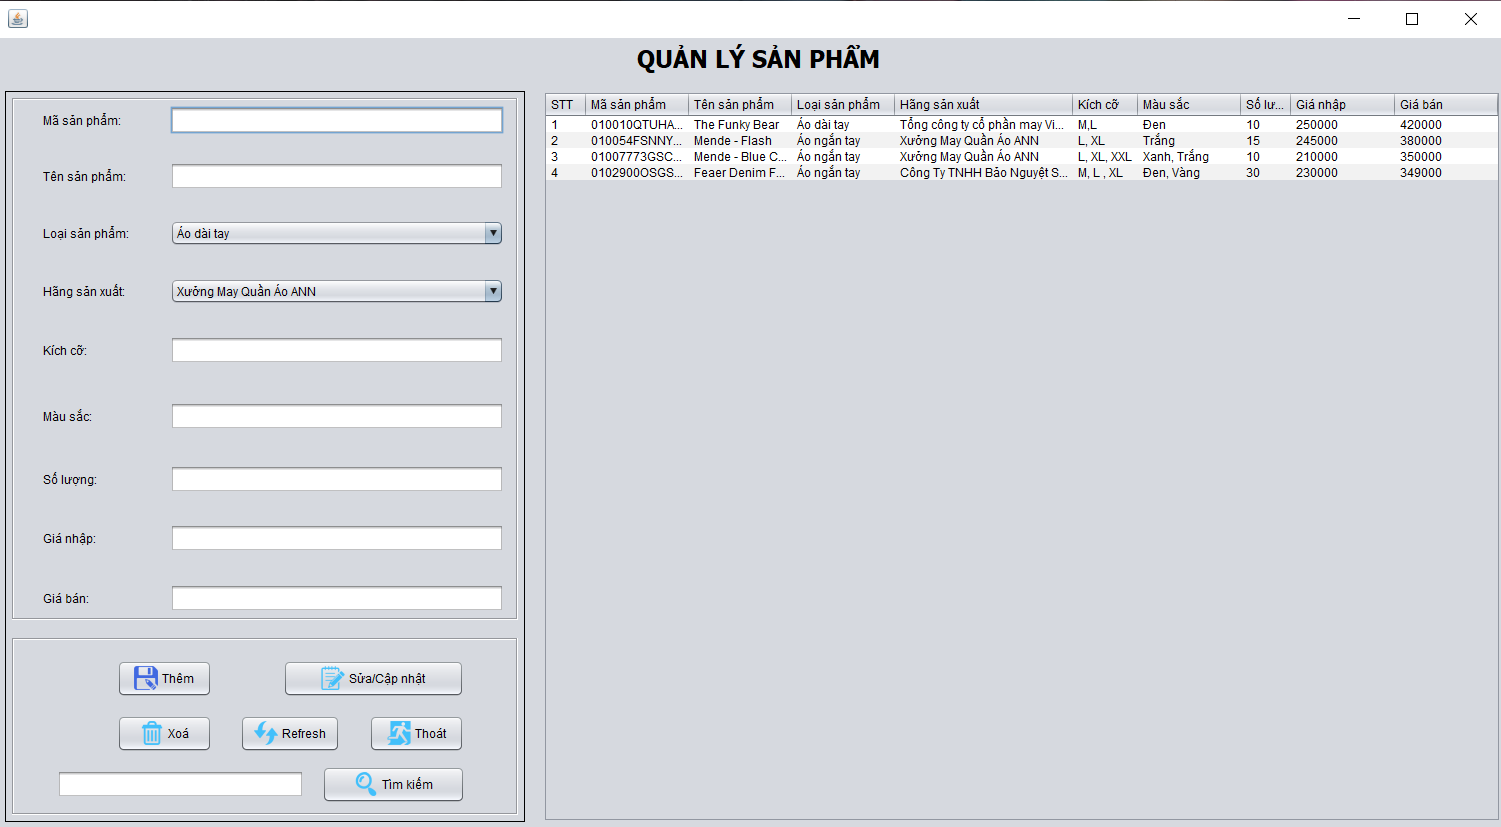 QUẢN LÝ SẢN PHẨM
Mã sản phẩm:
Tên sản phẩm:
Loại sản phẩm: Áo dài tay
Hãng sản xuất: Xưởng May Quần Áo ANN
Kích cỡ:
Màu sắc:
Số lượng:
Giá nhập:
Giá bán:
Thêm Sửa/Cập nhật
Xoá Refresh Thoát
Tìm kiếm
STT Mã sản phẩm Tên sản phẩm Loại sản phẩm Hãng sản xuất Kích cỡ Màu sắc Số lư... Giá nhập Giá bán
1 010010QTUHA... The Funky Bear Áo dài tay Tổng công ty cổ phần may Vi... M,L Đen 10 250000 420000
2 010054FSNNY... Mende - Flash Áo ngắn tay Xưởng May Quần Áo ANN L, XL Trắng 15 245000 380000
3 01007773GSC... Mende - Blue C... Áo ngắn tay Xưởng May Quần Áo ANN L, XL, XXL Xanh, Trắng 10 210000 350000
4 0102900OSGS... Feaer Denim F... Áo ngắn tay Công Ty TNHH Bảo Nguyệt S... M, L , XL Đen, Vàng 30 230000 349000